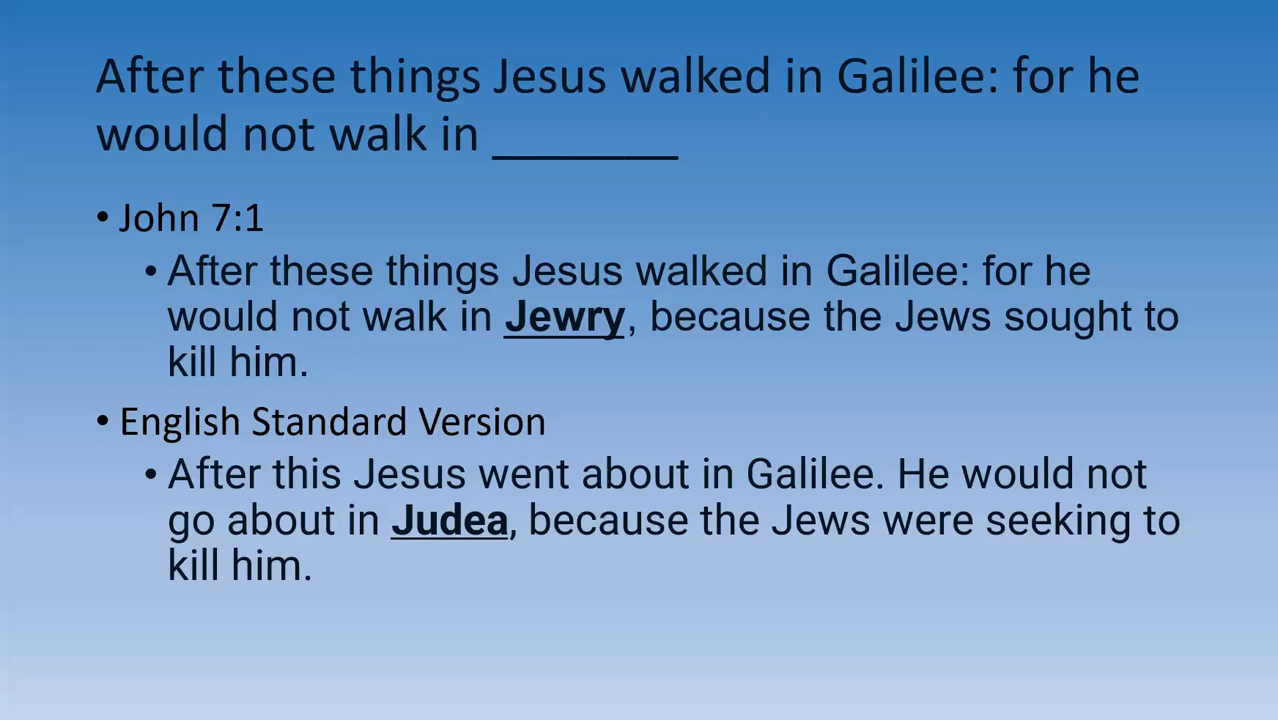 After these things Jesus walked in Galilee: for he
would not walk in _______
• John 7:1
• After these things Jesus walked in Galilee: for he
would not walk in Jewry, because the Jews sought to
kill him.
• English Standard Version
• After this Jesus went about in Galilee. He would not
go about in Judea, because the Jews were seeking to
kill him.